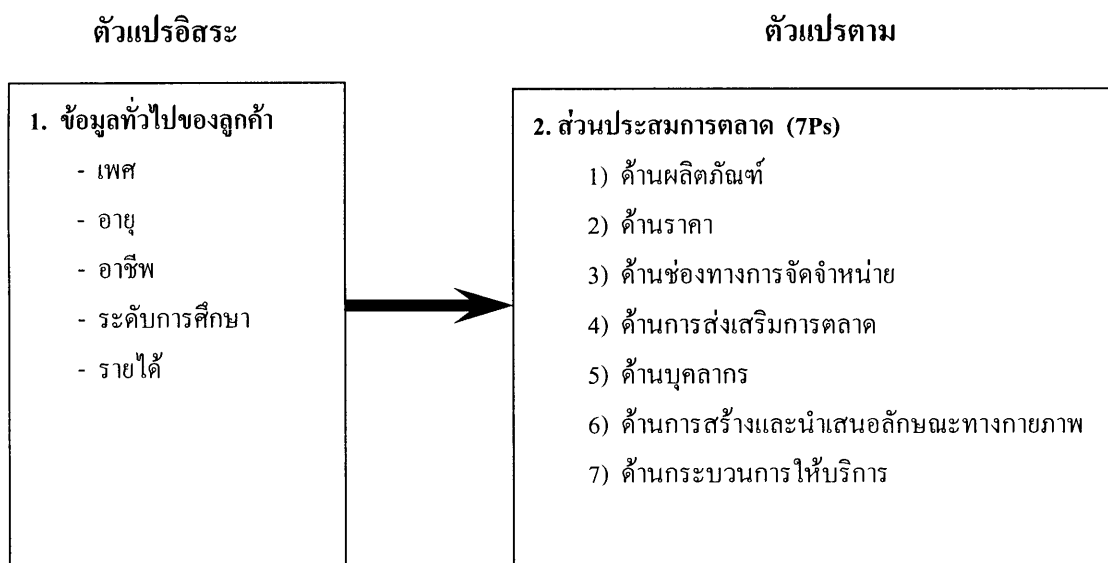 ตัวแปรอิสระ
ตัวแปรตาม
1. ข้อมูลทั่วไปของลูกค้า
- เพศ
- อายุ
- อาชีพ
- ระดับการศึกษา
- รายได้
2. ส่วนประสมการตลาด (7Ps)
1) ด้านผลิตภัณฑ์
2) ด้านราคา
3) ด้านช่องทางการจัดจำหน่าย
4) ด้านการส่งเสริมการตลาด
5) ด้านบุคลากร
6) ด้านการสร้างและนำเสนอลักษณะทางกายภาพ
7) ด้านกระบวนการให้บริการ